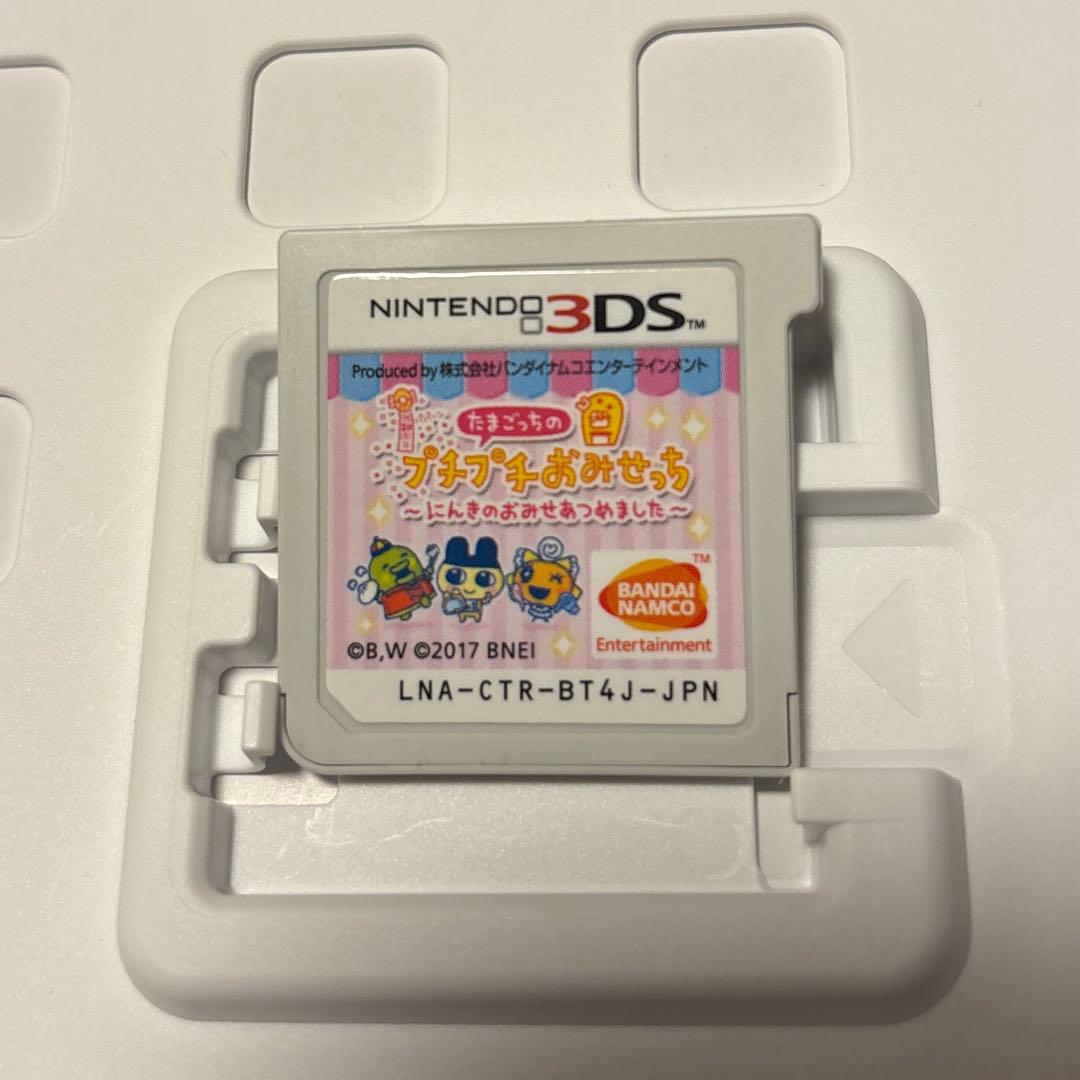 NINTENDO 3DS™
Produced by 株式会社バンダイナムコエンターテインメント
たまごっちの
プチプチおみせっち
～にんきのおみせあつめました～
™
BANDAI
NAMCO
Entertainment
©B,W ©2017 BNEI
LNA-CTR-BT4J-JPN